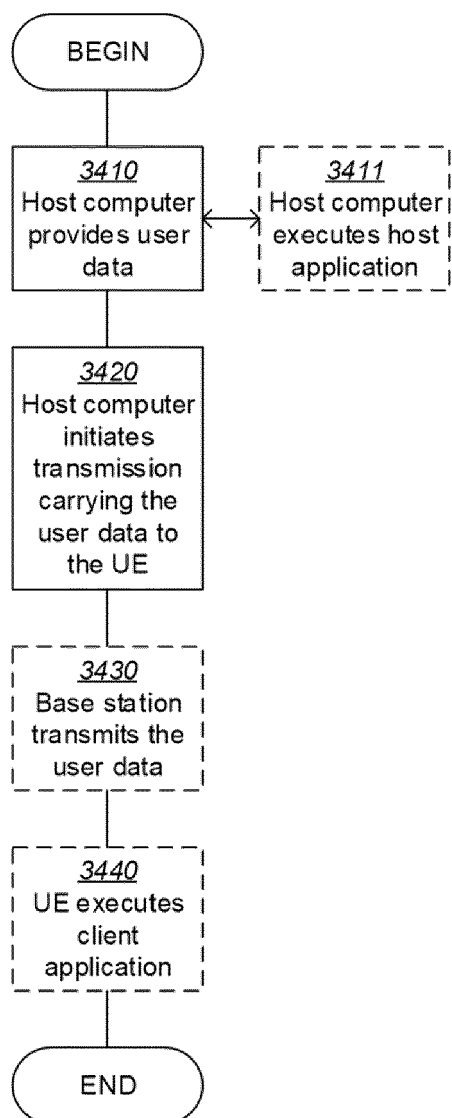 BEGIN
3410
Host computer
provides user
data
3411
Host computer
executes host
application
3420
Host computer
initiates
transmission
carrying the
user data to
the UE
3430
Base station
transmits the
user data
3440
UE executes
client
application
END